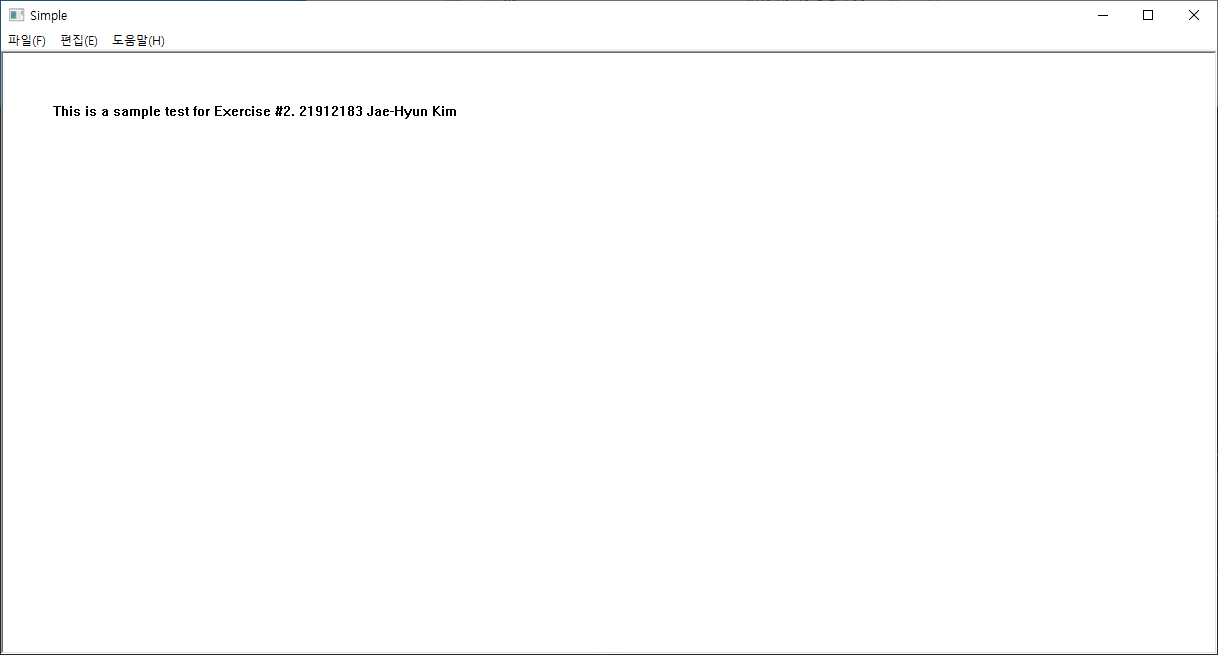 Simple
파일(F) 편집(E) 도움말(H)
This is a sample test for Exercise #2. 21912183 Jae-Hyun Kim